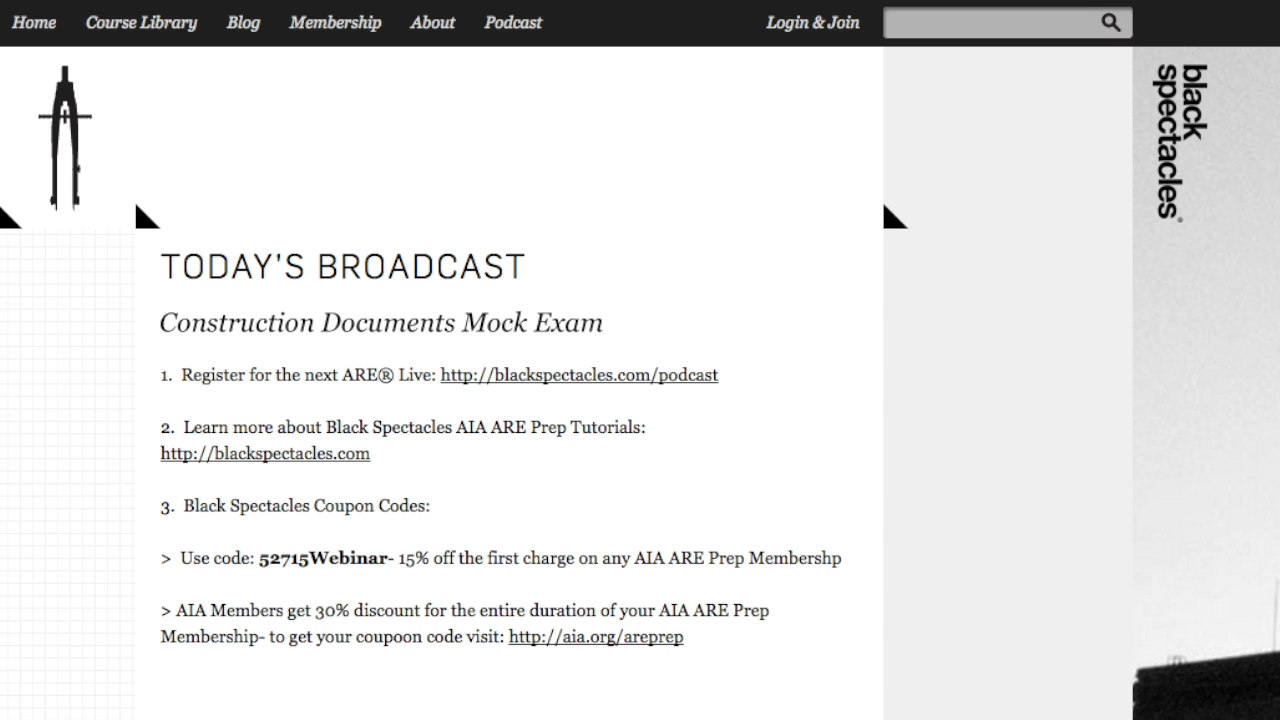 Home Course Library Blog Membership About Podcast Login & Join
black
spectacles®
TODAY'S BROADCAST
Construction Documents Mock Exam
1. Register for the next ARE® Live: http://blackspectacles.com/podcast
2. Learn more about Black Spectacles AIA ARE Prep Tutorials:
http://blackspectacles.com
3. Black Spectacles Coupon Codes:
> Use code: 52715Webinar- 15% off the first charge on any AIA ARE Prep Membershp
> AIA Members get 30% discount for the entire duration of your AIA ARE Prep
Membership- to get your coupoon code visit: http://aia.org/areprep